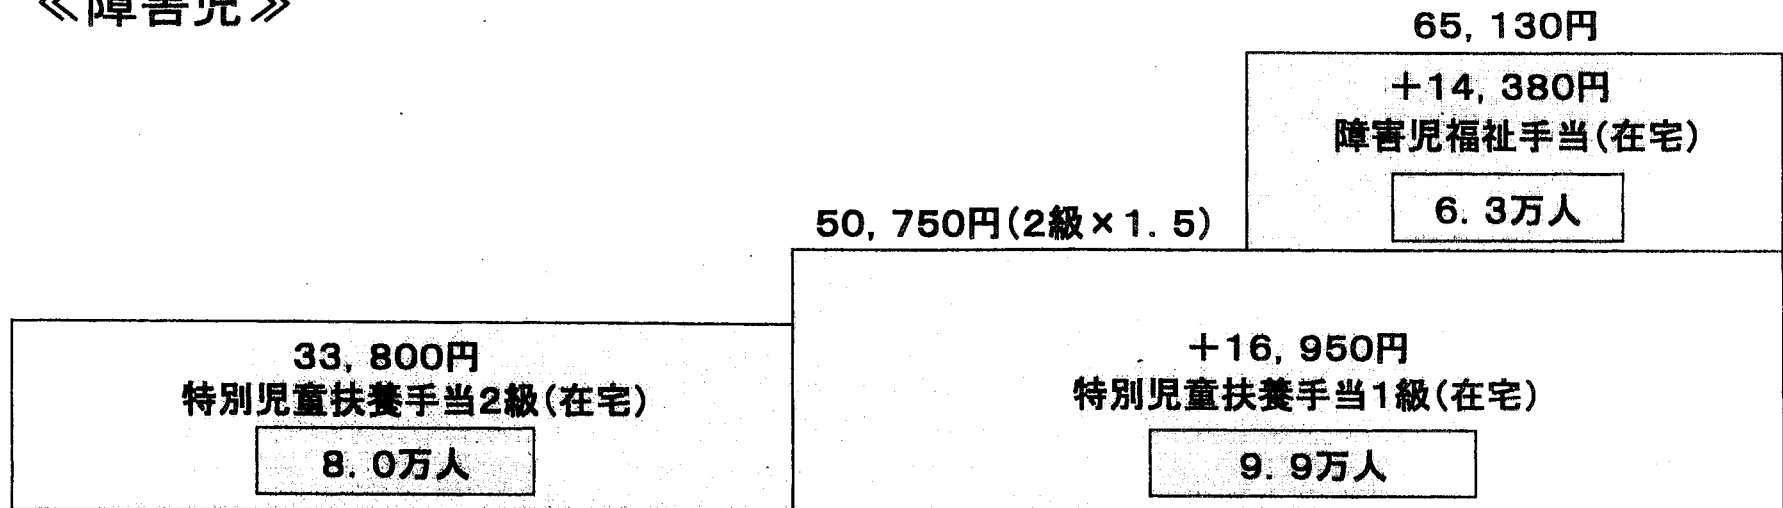 ≪障害児≫
65,130円
+14,380円
障害児福祉手当(在宅)
6.3万人
50,750円(2級×1.5)
33,800円
特別児童扶養手当2級(在宅)
8.0万人
+16,950円
特別児童扶養手当1級(在宅)
9.9万人